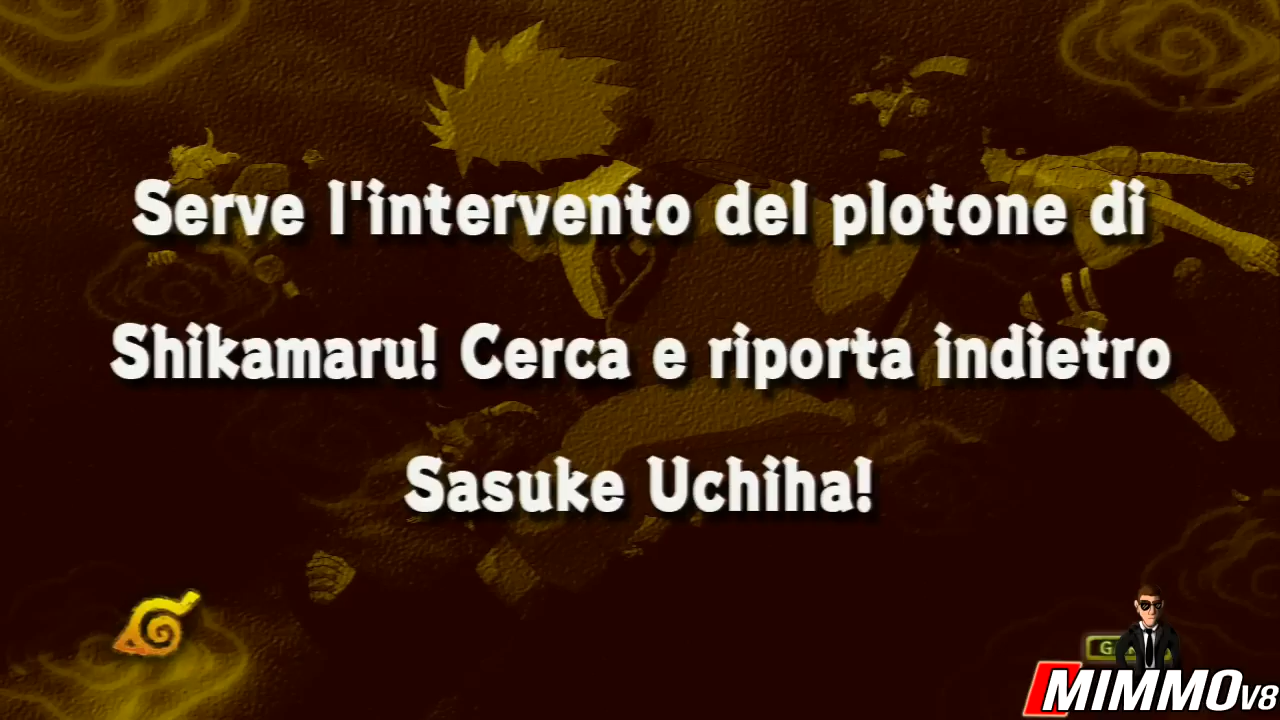 Serve l'intervento del plotone di
Shikamaru! Cerca e riporta indietro
Sasuke Uchiha!
MIMMOV8